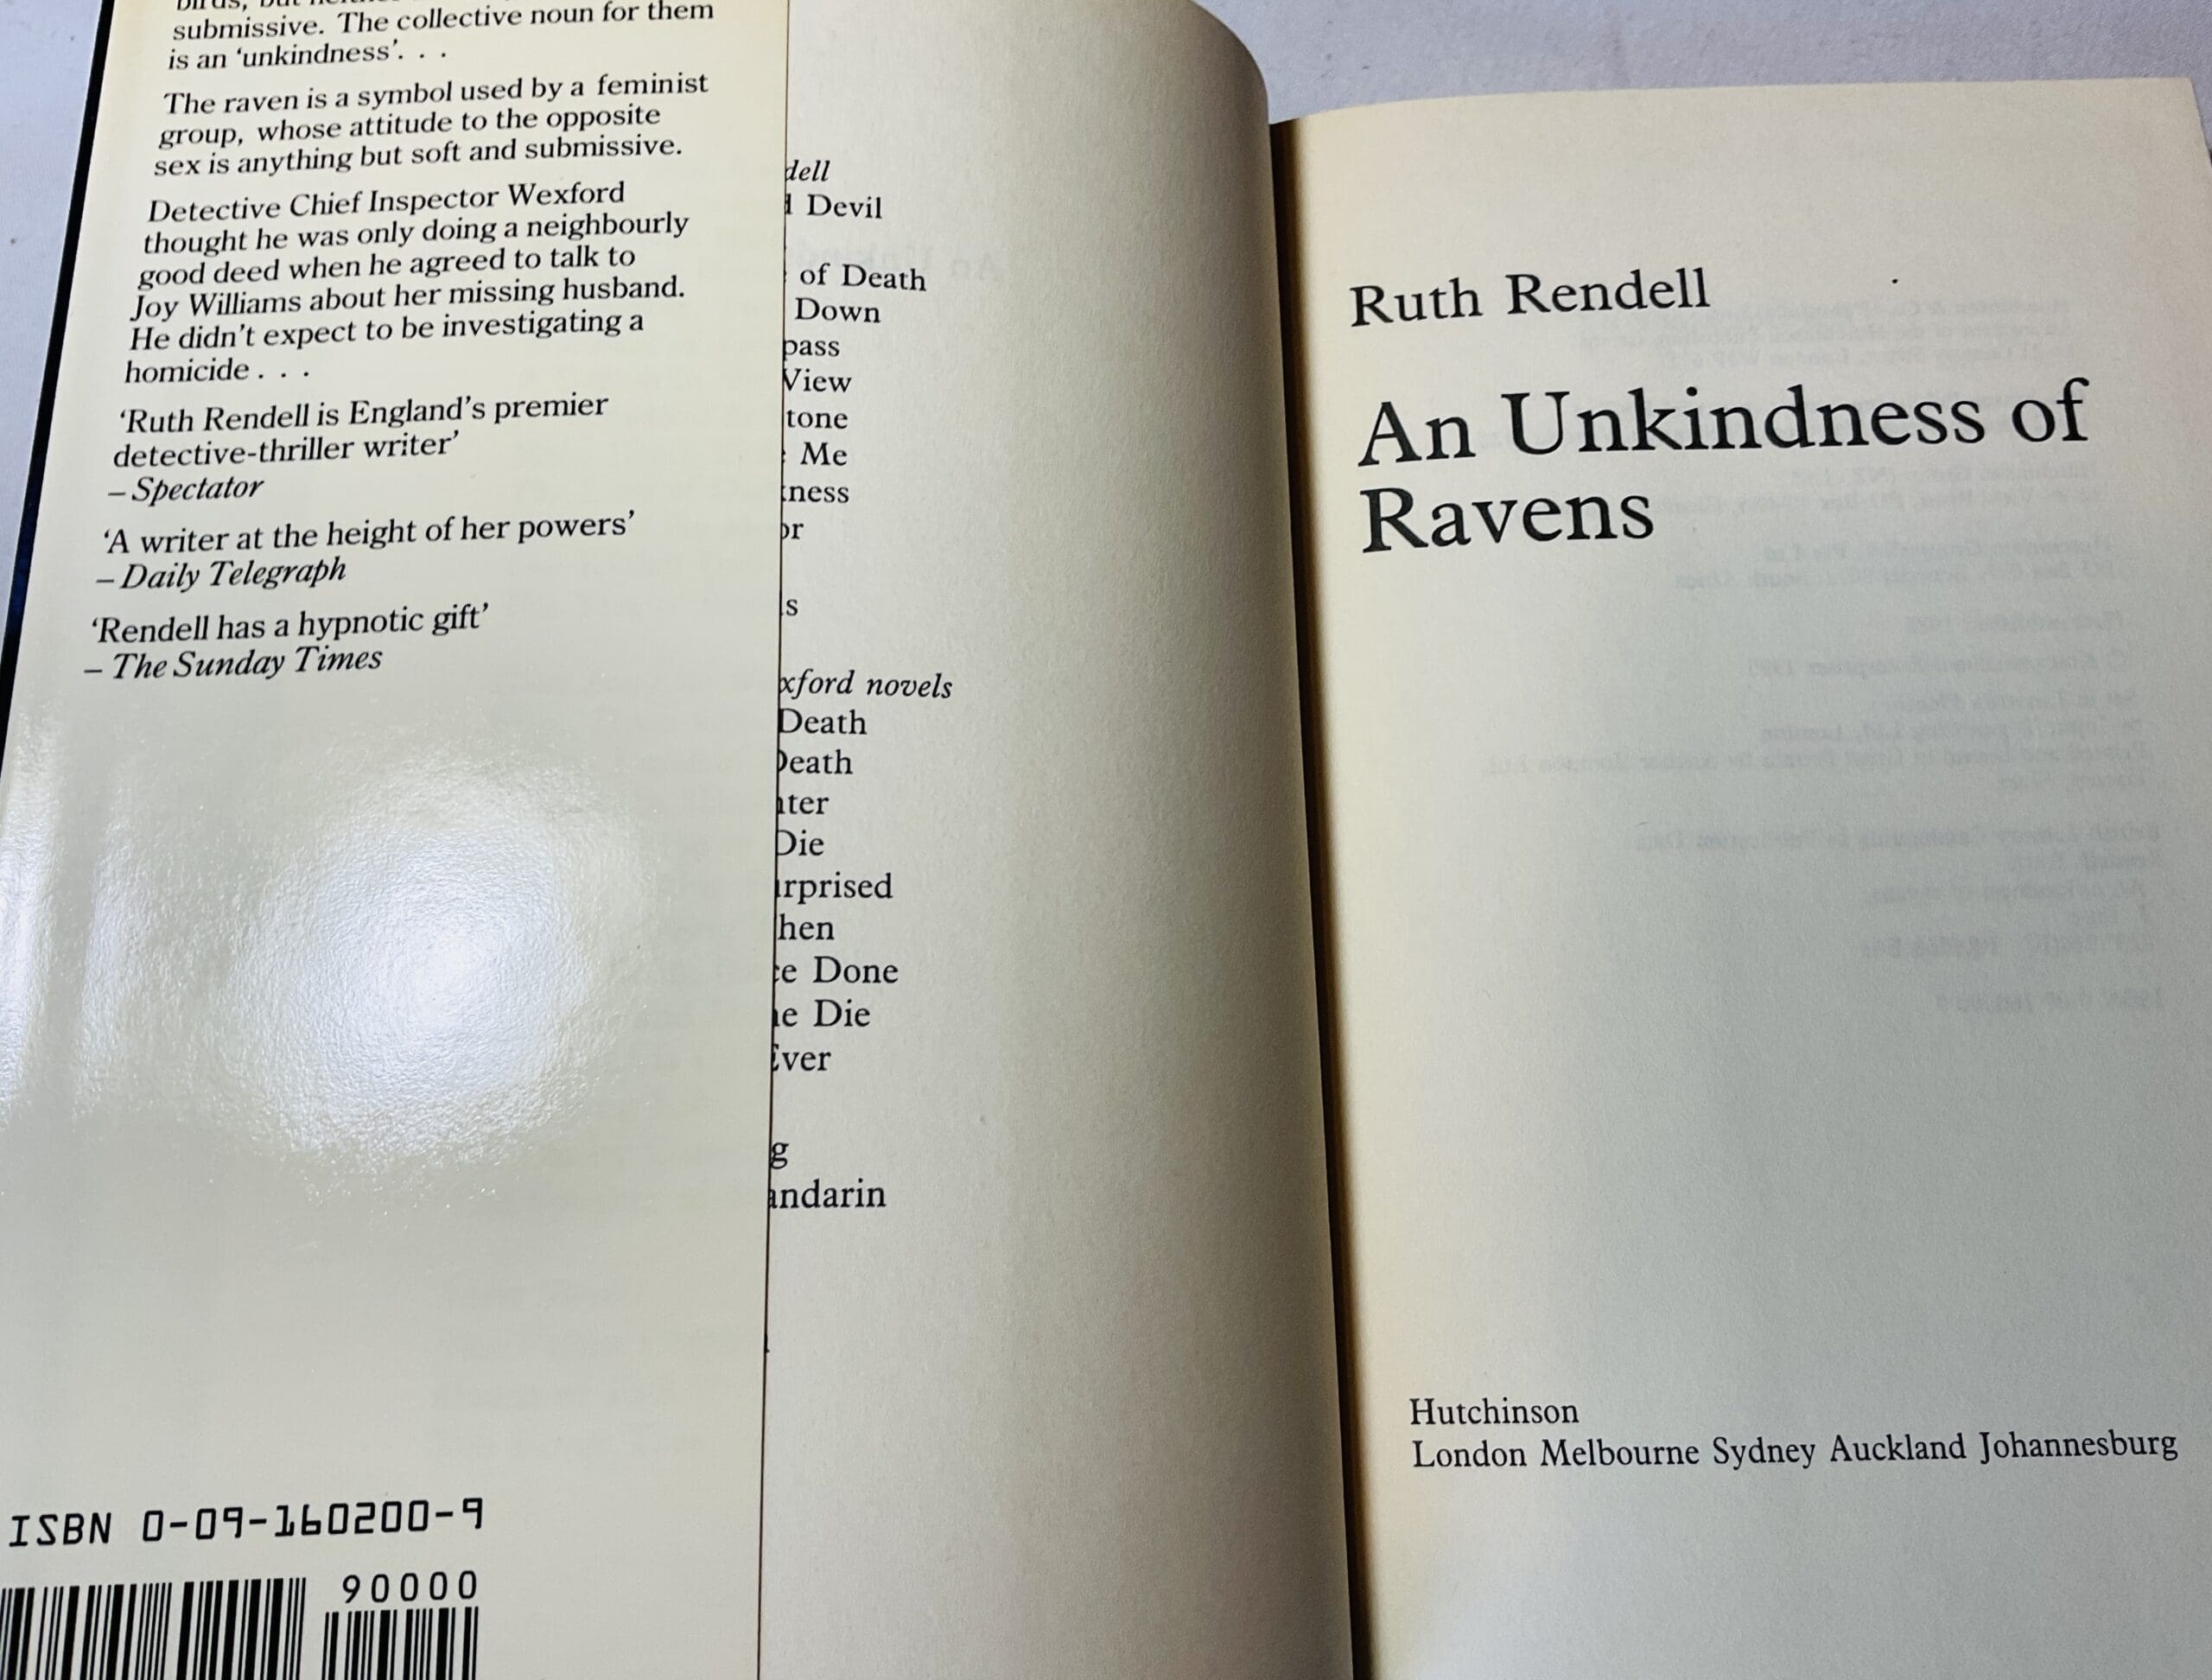 submissive. The collective noun for them
is an ‘unkindness’. . .
The raven is a symbol used by a feminist
group, whose attitude to the opposite
sex is anything but soft and submissive.
Detective Chief Inspector Wexford
thought he was only doing a neighbourly
good deed when he agreed to talk to
Joy Williams about her missing husband.
He didn’t expect to be investigating a
homicide . . .
‘Ruth Rendell is England’s premier
detective-thriller writer’
– Spectator
‘A writer at the height of her powers’
– Daily Telegraph
‘Rendell has a hypnotic gift’
– The Sunday Times
ISBN 0-09-160200-9
90000
dell
Devil
of Death
Down
pass
View
tone
Me
ness
or
s
xford novels
Death
Death
ter
Die
rprised
hen
e Done
e Die
Ever
g
andarin
Ruth Rendell
An Unkindness of
Ravens
Hutchinson
London Melbourne Sydney Auckland Johannesburg